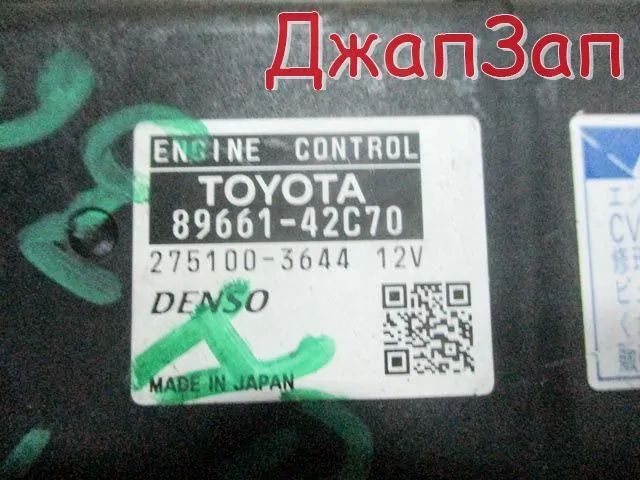 ДжапЗап
ENGINE CONTROL
TOYOTA
89661-42C70
275100-3644 12V
DENSO
MADE IN JAPAN
CV